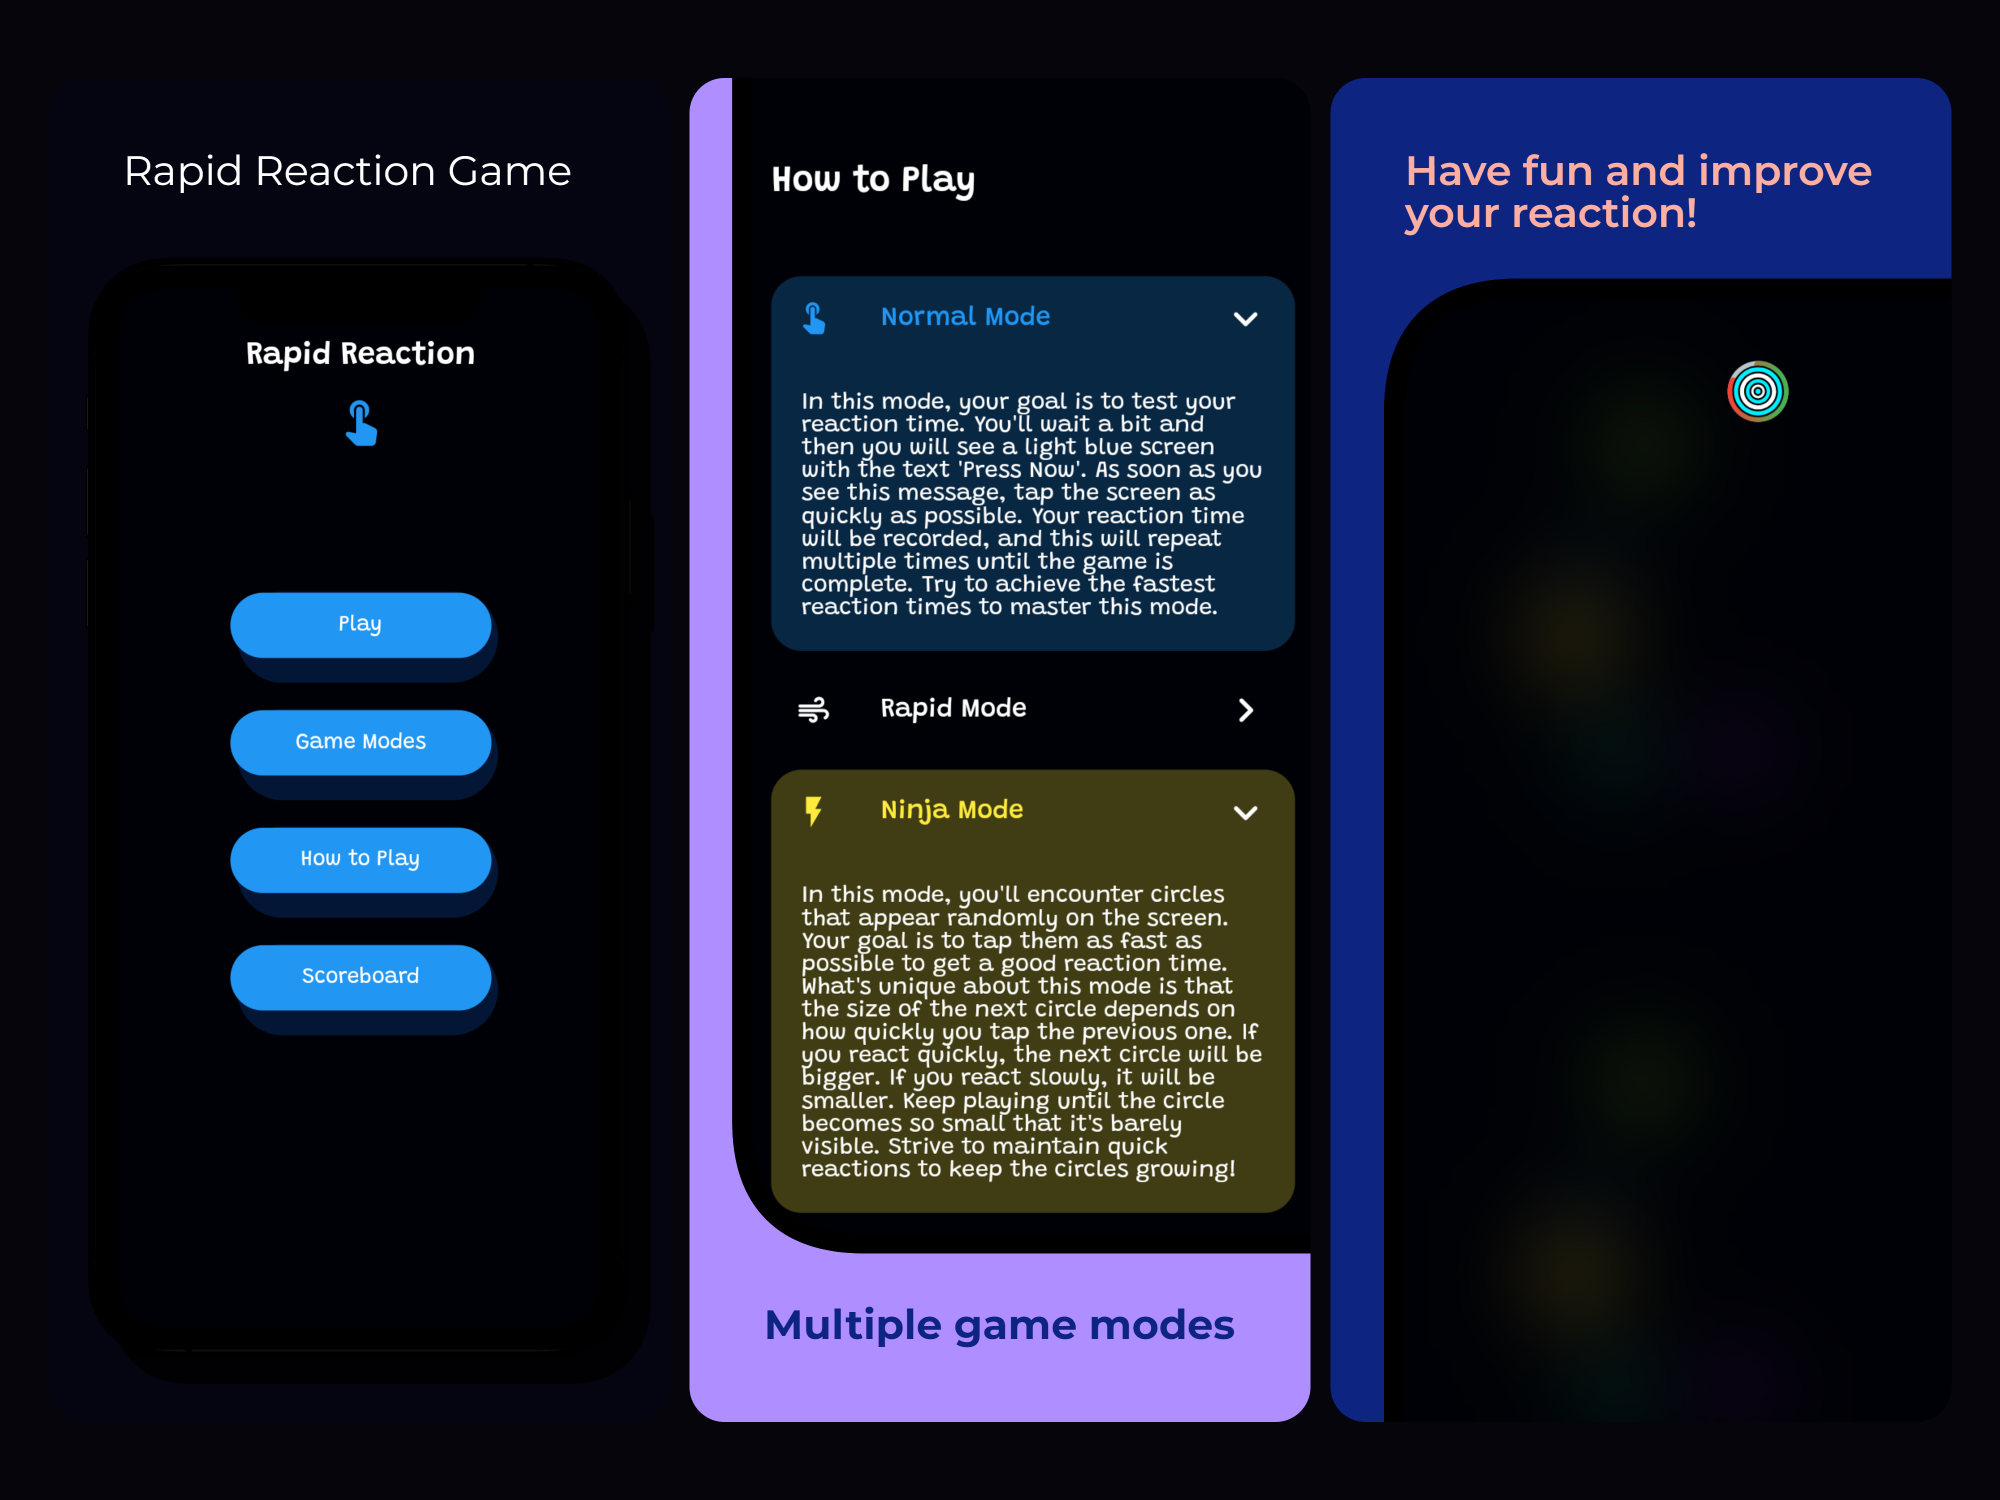 Rapid Reaction Game
Rapid Reaction
Play
Game Modes
How to Play
Scoreboard
How to Play
Normal Mode
In this mode, your goal is to test your
reaction time. You'll wait a bit and
then you will see a light blue screen
with the text 'Press Now'. As soon as you
see this message, tap the screen as
quickly as possible. Your reaction time
will be recorded, and this will repeat
multiple times until the game is
complete. Try to achieve the fastest
reaction times to master this mode.
Rapid Mode
Ninja Mode
In this mode, you'll encounter circles
that appear randomly on the screen.
Your goal is to tap them as fast as
possible to get a good reaction time.
What's unique about this mode is that
the size of the next circle depends on
how quickly you tap the previous one. If
you react quickly, the next circle will be
bigger. If you react slowly, it will be
smaller. Keep playing until the circle
becomes so small that it's barely
visible. Strive to maintain quick
reactions to keep the circles growing!
Multiple game modes
Have fun and improve
your reaction!